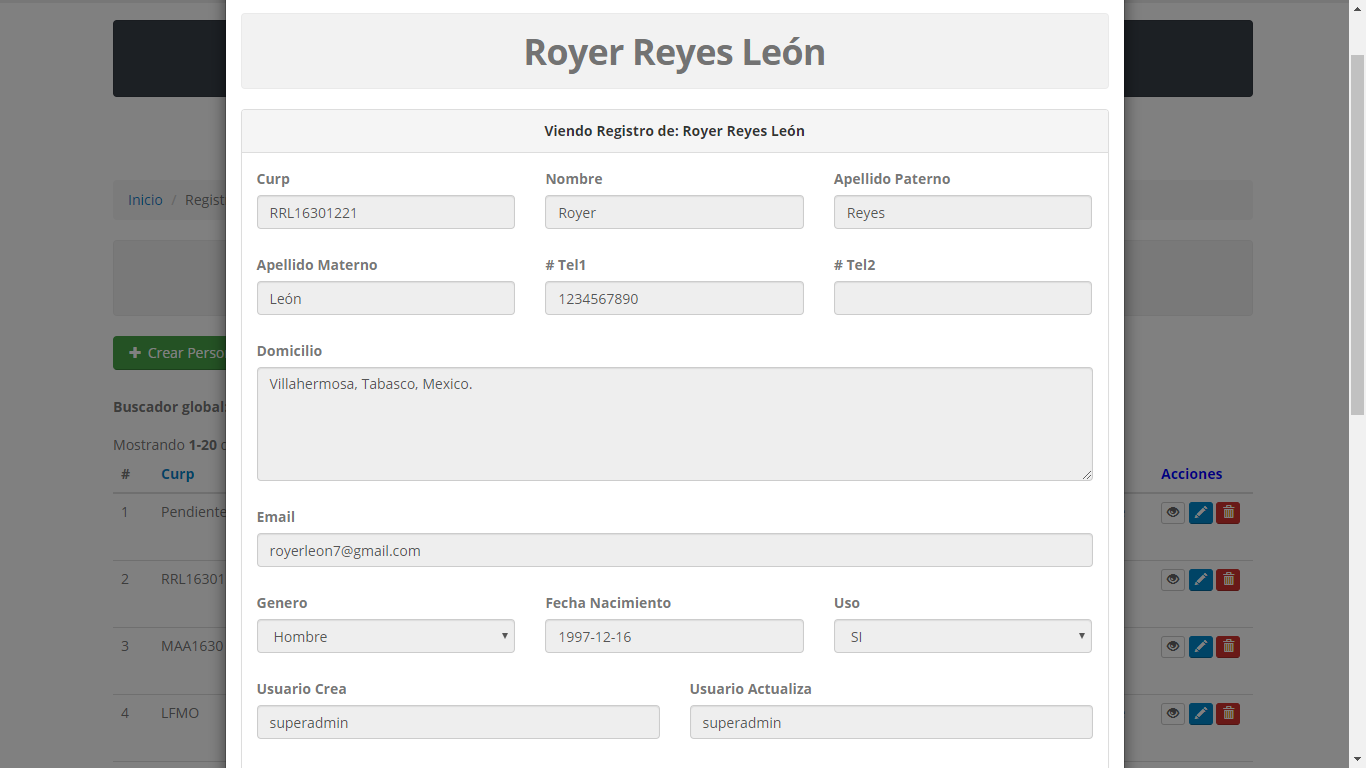 Royer Reyes León
Viendo Registro de: Royer Reyes León
Curp Nombre Apellido Paterno
RRL16301221 Royer Reyes
Inicio / Regist
Apellido Materno # Tel1 # Tel2
León 1234567890
Domicilio
Crear Perso
Villahermosa, Tabasco, Mexico.
Buscador global:
Mostrando 1-20
# Curp Acciones
1 Pendiente
Email
royerleon7@gmail.com
2 RRL16301
Genero Fecha Nacimiento Uso
Hombre 1997-12-16 SI
3 MAA1630
Usuario Crea Usuario Actualiza
4 LFMO
superadmin superadmin